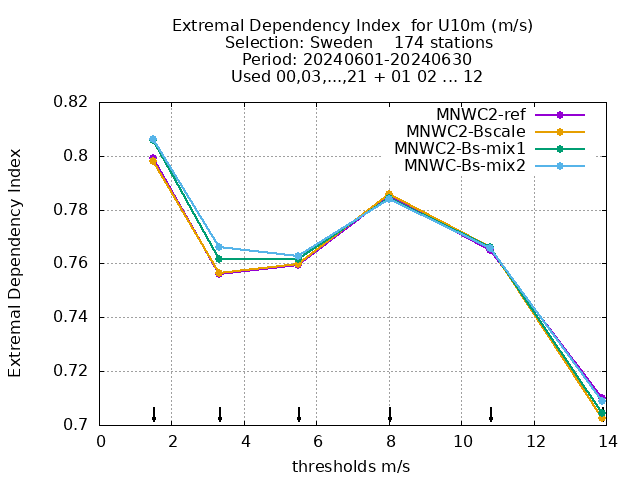 Extremal Dependency Index  for U10m (m/s)
Selection: Sweden    174 stations
Period: 20240601-20240630
Used 00,03,...,21 + 01 02 ... 12
MNWC2-ref
MNWC2-Bscale
MNWC2-Bs-mix1
MNWC-Bs-mix2
Extremal Dependency Index
0.82
0.8
0.78
0.76
0.74
0.72
0.7
0 2 4 6 8 10 12 14
thresholds m/s